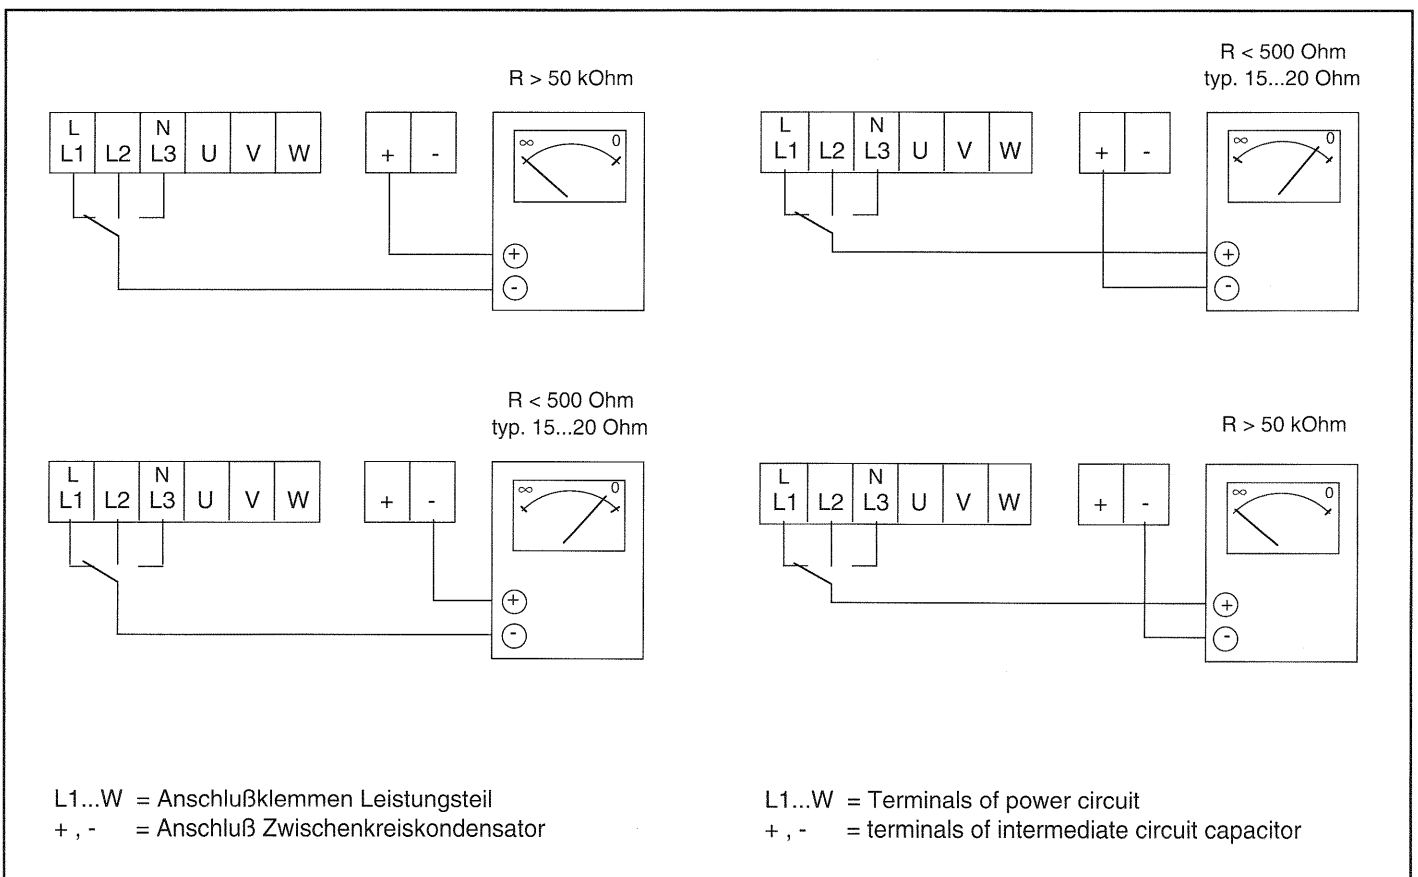 R > 50 kOhm
L N
L1 L2 L3 U V W + -
∞ 0
+
-
R < 500 Ohm
typ. 15...20 Ohm
L N
L1 L2 L3 U V W + -
∞ 0
+
-
R < 500 Ohm
typ. 15...20 Ohm
L N
L1 L2 L3 U V W + -
∞ 0
+
-
R > 50 kOhm
L N
L1 L2 L3 U V W + -
∞ 0
+
-
L1...W = Anschlußklemmen Leistungsteil
+ , - = Anschluß Zwischenkreiskondensator
L1...W = Terminals of power circuit
+ , - = terminals of intermediate circuit capacitor